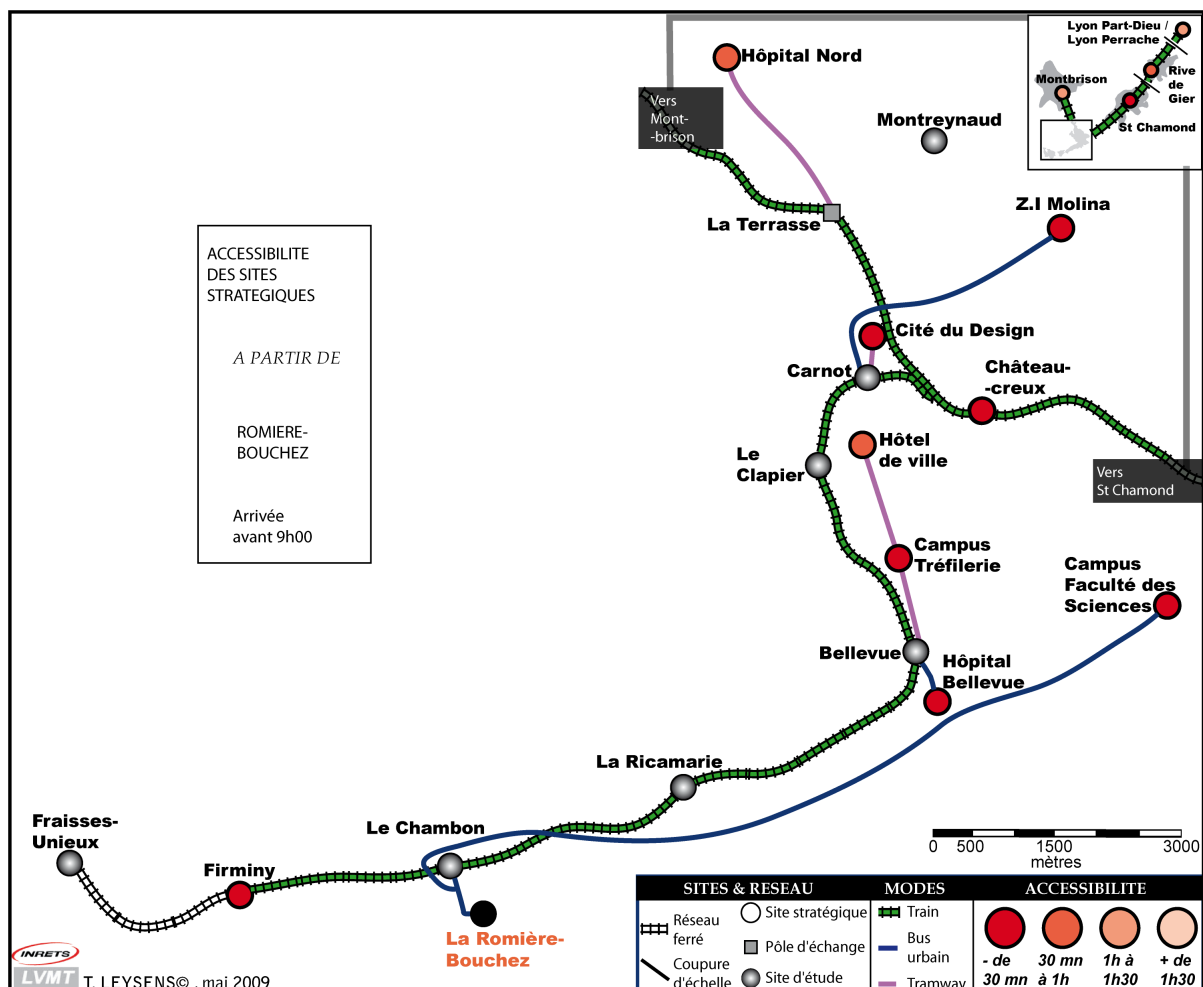 Hôpital Nord
Vers
Mont-
-brison
Montreynaud
Lyon Part-Dieu /
Lyon Perrache
Montbrison
Rive
de
Gier
St Chamond
La Terrasse
Z.I Molina
ACCESSIBILITE
DES SITES
STRATEGIQUES
A PARTIR DE
ROMIERE-
BOUCHEZ
Arrivée
avant 9h00
Cité du Design
Carnot
Château-
-creux
Hôtel
de ville
Le
Clapier
Vers
St Chamond
Campus
Tréfilerie
Campus
Faculté des
Sciences
Bellevue
Hôpital
Bellevue
La Ricamarie
Fraisses-
Unieux
Le Chambon
Firminy
La Romière-
Bouchez
0 500 1500 3000
mètres
SITES & RESEAU
Réseau
ferré
Coupure
d'échelle
Site stratégique
Pôle d'échange
Site d'étude
MODES
Train
Bus
urbain
Tramway
ACCESSIBILITE
- de
30 mn
30 mn
à 1h
1h à
1h30
+ de
1h30
INRETS
LVMT
T. LEYSENS© , mai 2009